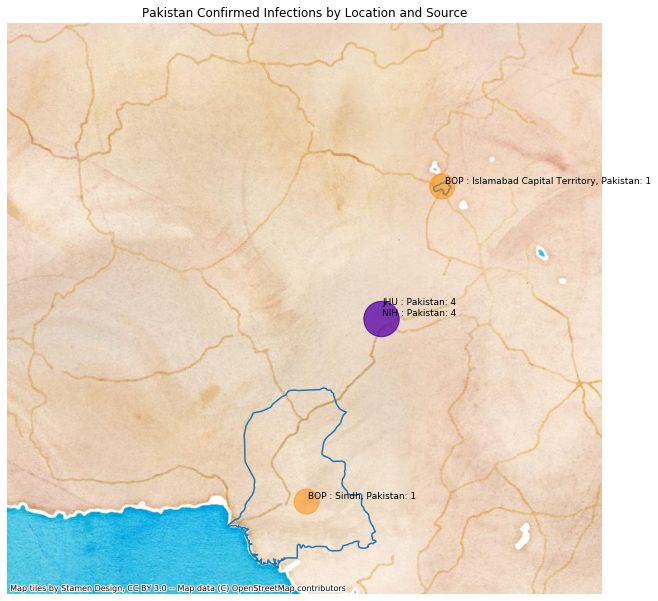 Pakistan Confirmed Infections by Location and Source
BOP : Islamabad Capital Territory, Pakistan: 1
JHU : Pakistan: 4
NIH : Pakistan: 4
BOP : Sindh, Pakistan: 1
Map tiles by Stamen Design, CC BY 3.0 -- Map data (C) OpenStreetMap contributors